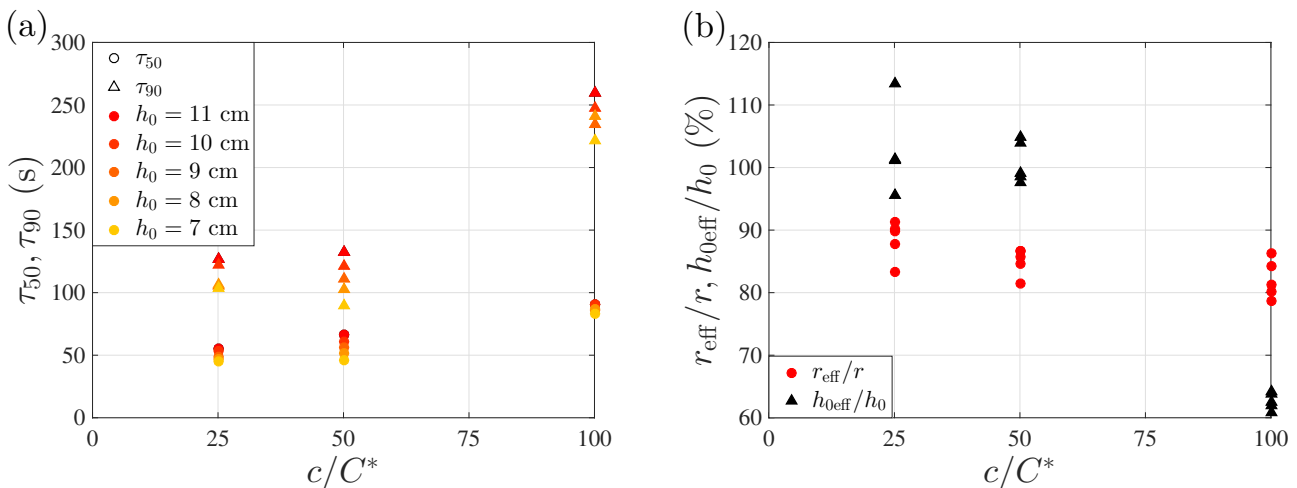 (a)
300
250
200
150
100
50
0
τ50, τ90 (s)
τ50
τ90
h0 = 11 cm
h0 = 10 cm
h0 = 9 cm
h0 = 8 cm
h0 = 7 cm
0 25 50 75 100
c/C*
(b)
120
110
100
90
80
70
60
reff/r, h0eff/h0 (%)
reff/r
h0eff/h0
0 25 50 75 100
c/C*